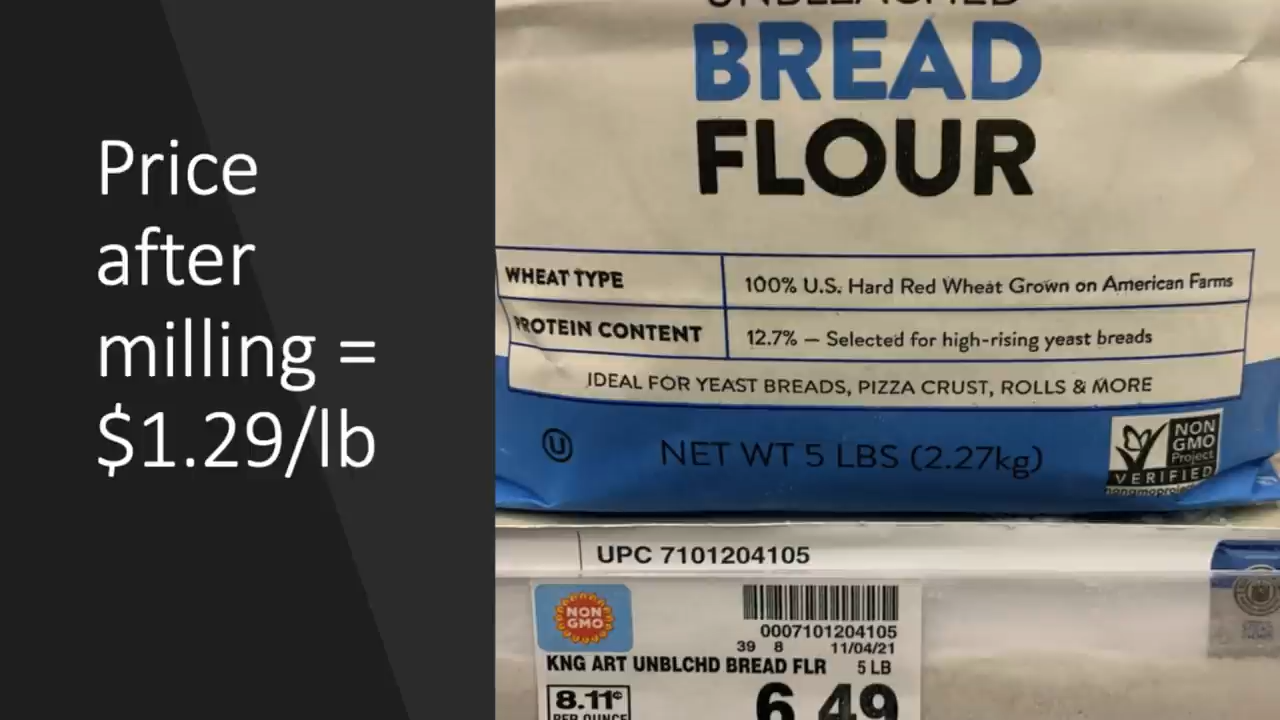 Price
after
milling =
$1.29/lb
UNBLEACHED
BREAD
FLOUR
WHEAT TYPE
100% U.S. Hard Red Wheat Grown on American Farms
PROTEIN CONTENT
12.7% — Selected for high-rising yeast breads
IDEAL FOR YEAST BREADS, PIZZA CRUST, ROLLS & MORE
U
NET WT 5 LBS (2.27kg)
NON
GMO
Project
VERIFIED
UPC 7101204105
NON
GMO
0007101204105
39 8 11/04/21
KNG ART UNBLCHD BREAD FLR 5 LB
8.11¢
PER OUNCE
6.49